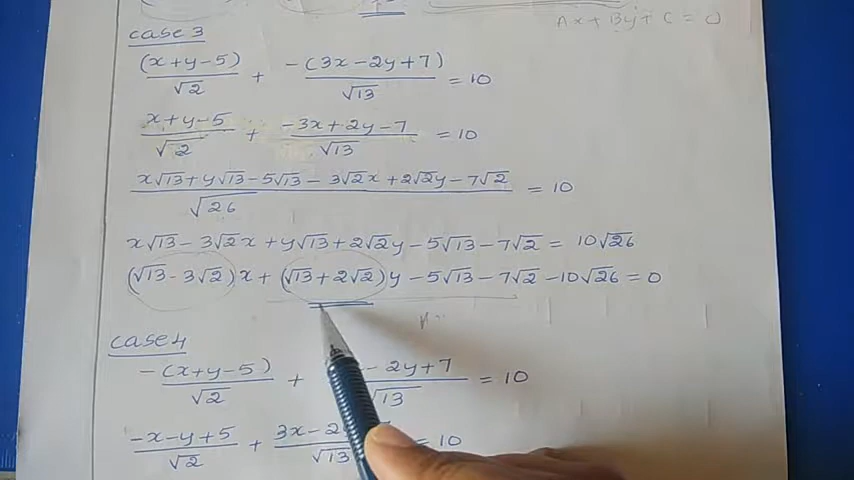 Ax + By + C = 0
case 3
(x+y-5)/√2 + -(3x-2y+7)/√13 = 10
x+y-5/√2 + -3x+2y-7/√13 = 10
x√13+y√13-5√13-3√2x+2√2y-7√2/√26 = 10
x√13-3√2x+y√13+2√2y-5√13-7√2 = 10√26
(√13-3√2)x + (√13+2√2)y - 5√13-7√2-10√26 = 0
case 4
-(x+y-5)/√2 + - 2y+7/√13 = 10
-x-y+5/√2 + 3x-2/√13 = 10